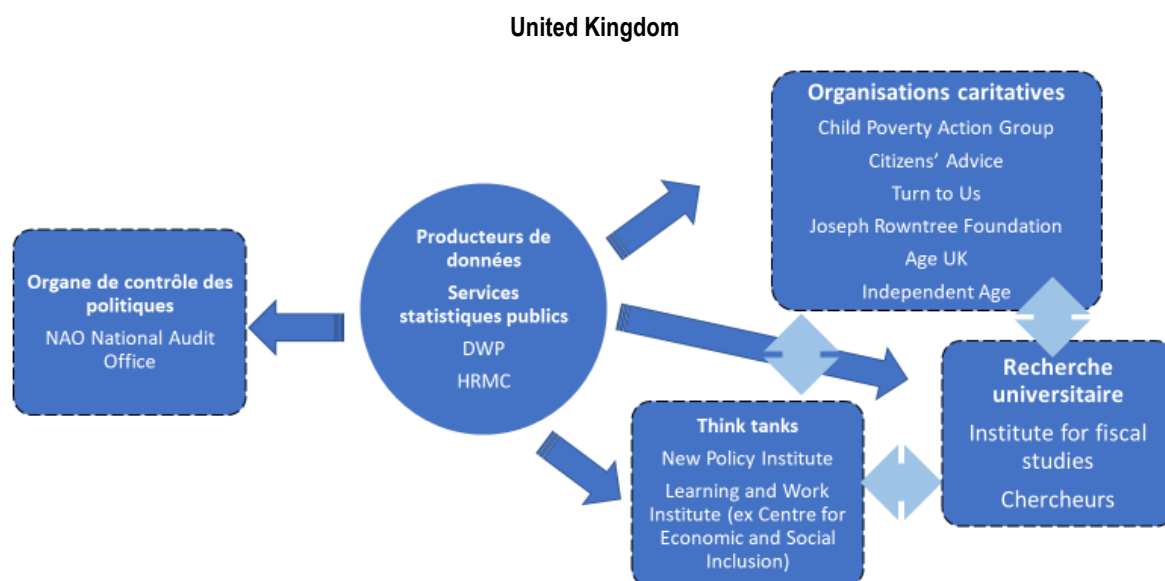 United Kingdom
Organisations caritatives
Child Poverty Action Group
Citizens’ Advice
Turn to Us
Joseph Rowntree Foundation
Age UK
Independent Age
Producteurs de
données
Services
statistiques publics
DWP
HRMC
Organe de contrôle des
politiques
NAO National Audit
Office
Think tanks
New Policy Institute
Learning and Work
Institute (ex Centre for
Economic and Social
Inclusion)
Recherche
universitaire
Institute for fiscal
studies
Chercheurs